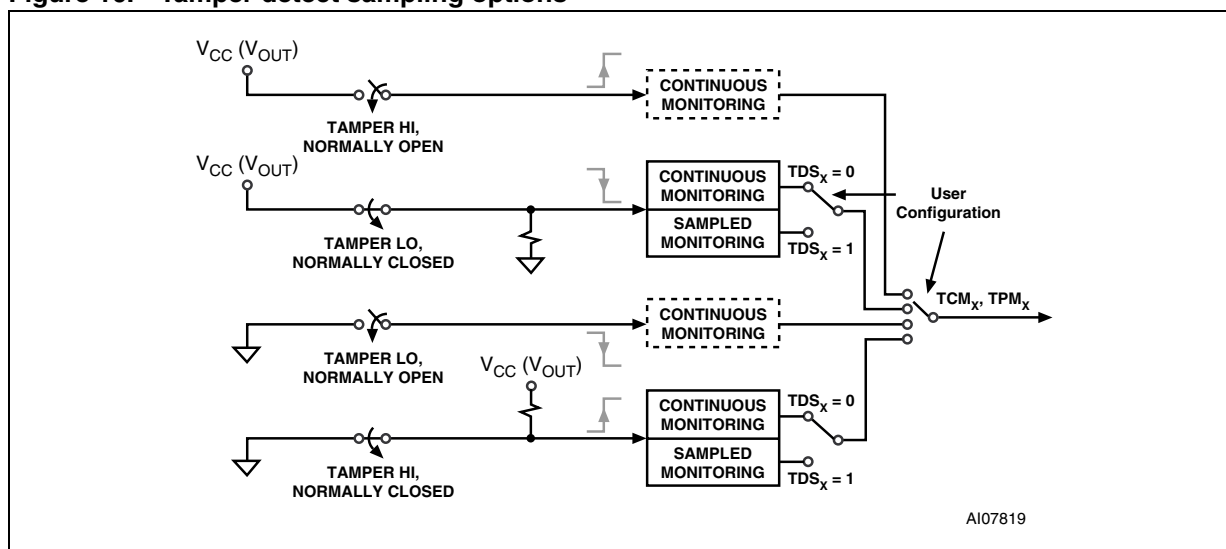 Figure 16. Tamper detect sampling options
VCC (VOUT)
TAMPER HI,
NORMALLY OPEN
CONTINUOUS
MONITORING
VCC (VOUT)
TAMPER LO,
NORMALLY CLOSED
CONTINUOUS
MONITORING
SAMPLED
MONITORING
TDSX = 0
TDSX = 1
User
Configuration
TCMX, TPMX
TAMPER LO,
NORMALLY OPEN
CONTINUOUS
MONITORING
VCC (VOUT)
TAMPER HI,
NORMALLY CLOSED
CONTINUOUS
MONITORING
SAMPLED
MONITORING
TDSX = 0
TDSX = 1
AI07819